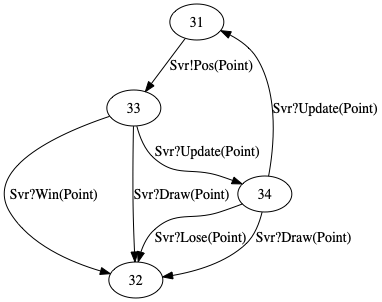 31
Svr!Pos(Point)
33
Svr?Update(Point)
Svr?Update(Point)
Svr?Win(Point)
Svr?Draw(Point)
34
Svr?Lose(Point)
Svr?Draw(Point)
32